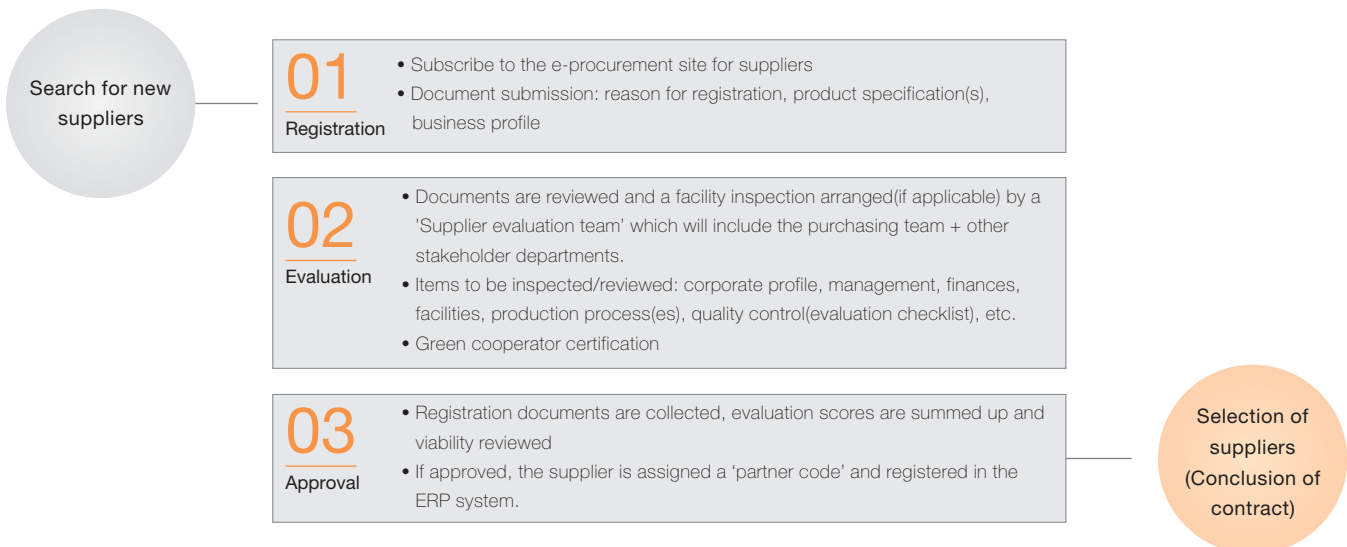 Search for new
suppliers
01
Registration
• Subscribe to the e-procurement site for suppliers
• Document submission: reason for registration, product specification(s),
business profile
02
Evaluation
• Documents are reviewed and a facility inspection arranged(if applicable) by a
'Supplier evaluation team' which will include the purchasing team + other
stakeholder departments.
• Items to be inspected/reviewed: corporate profile, management, finances,
facilities, production process(es), quality control(evaluation checklist), etc.
• Green cooperator certification
03
Approval
• Registration documents are collected, evaluation scores are summed up and
viability reviewed
• If approved, the supplier is assigned a ‘partner code’ and registered in the
ERP system.
Selection of
suppliers
(Conclusion of
contract)